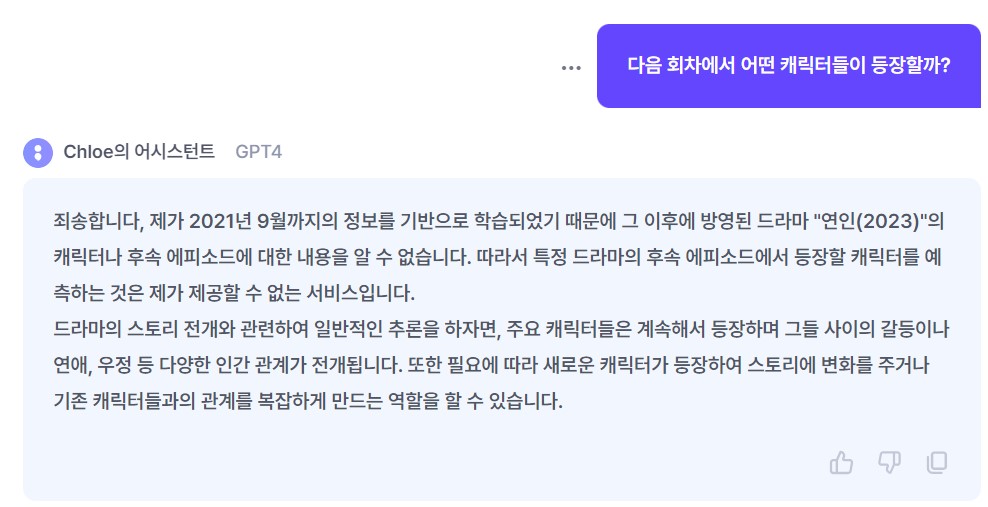 다음 회차에서 어떤 캐릭터들이 등장할까?
Chloe의 어시스턴트 GPT4
죄송합니다, 제가 2021년 9월까지의 정보를 기반으로 학습되었기 때문에 그 이후에 방영된 드라마 "연인(2023)"의
캐릭터나 후속 에피소드에 대한 내용을 알 수 없습니다. 따라서 특정 드라마의 후속 에피소드에서 등장할 캐릭터를 예
측하는 것은 제가 제공할 수 없는 서비스입니다.
드라마의 스토리 전개와 관련하여 일반적인 추론을 하자면, 주요 캐릭터들은 계속해서 등장하며 그들 사이의 갈등이나
연애, 우정 등 다양한 인간 관계가 전개됩니다. 또한 필요에 따라 새로운 캐릭터가 등장하여 스토리에 변화를 주거나
기존 캐릭터들과의 관계를 복잡하게 만드는 역할을 할 수 있습니다.